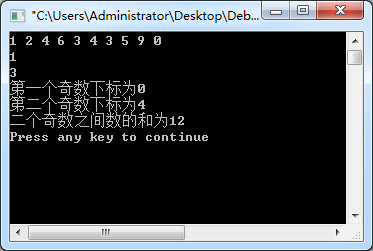 "C:\Users\Administrator\Desktop\Deb...
1 2 4 6 3 4 3 5 9 0
1
3
第一个奇数下标为0
第二个奇数下标为4
二个奇数之间数的和为12
Press any key to continue